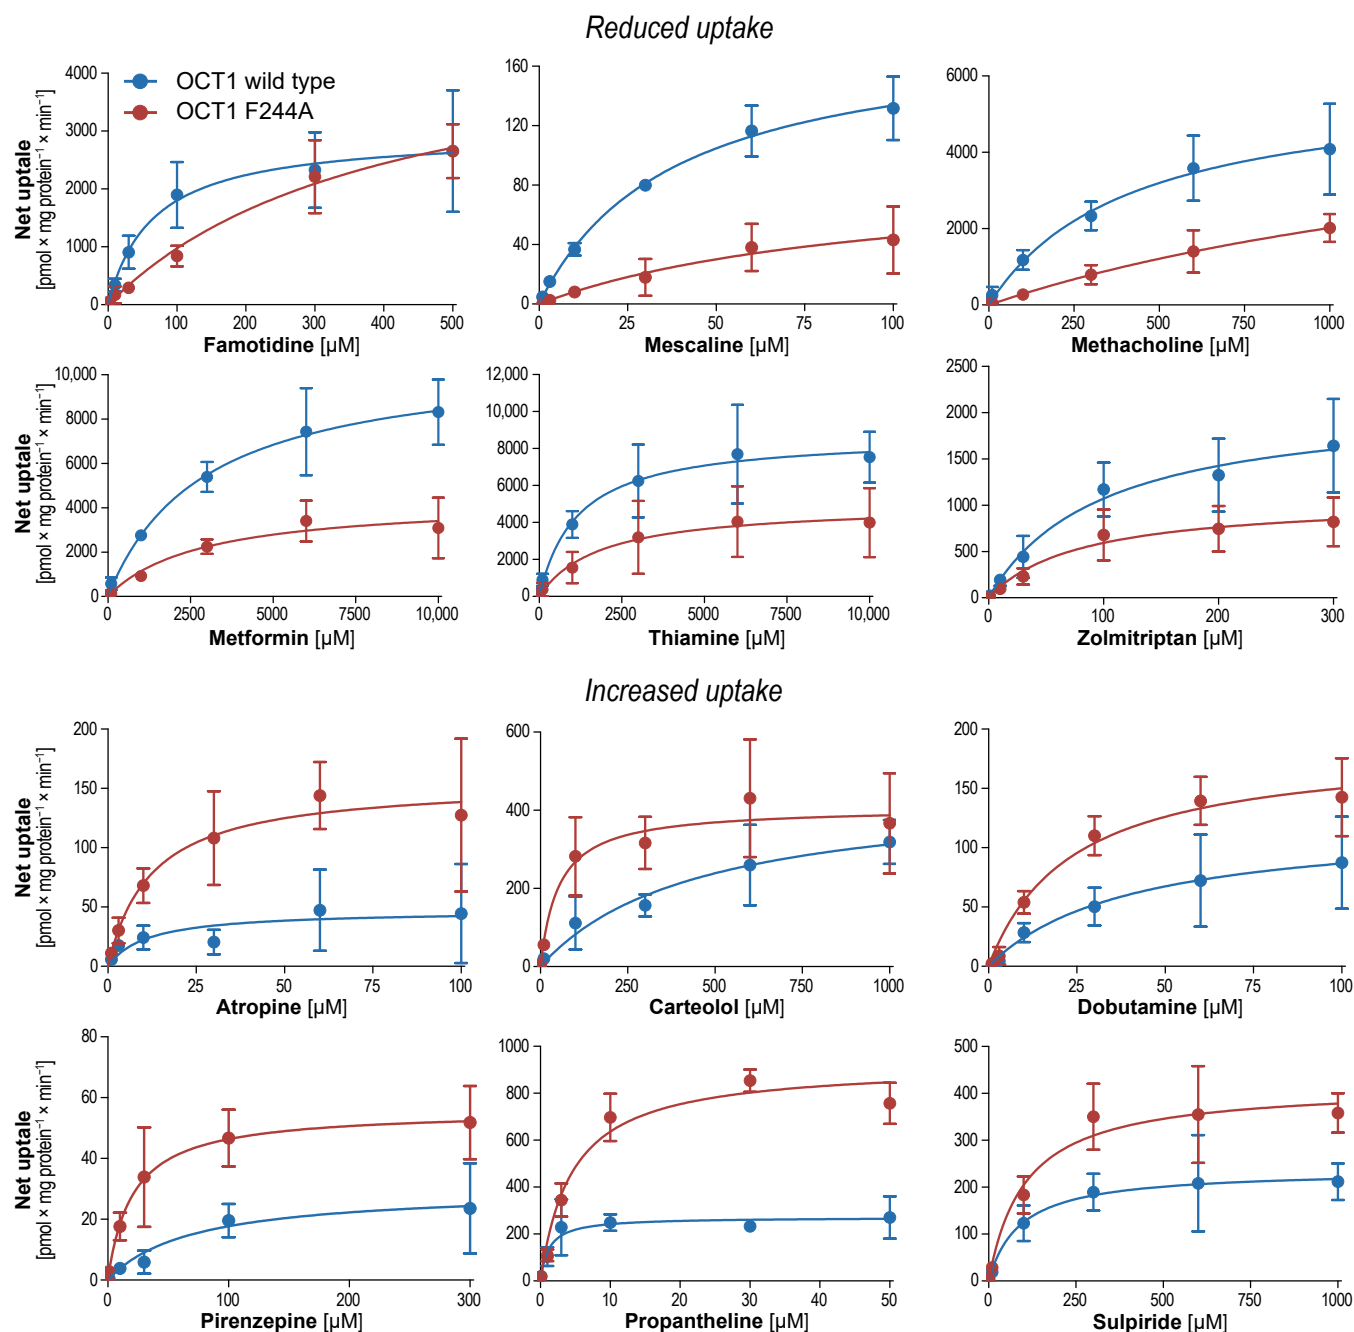 Reduced uptake
OCT1 wild type
OCT1 F244A
Net uptake
[pmol × mg protein⁻¹ × min⁻¹]
4000
3000
2000
1000
0
0 100 200 300 400 500
Famotidine [µM]
160
120
80
40
0
0 25 50 75 100
Mescaline [µM]
6000
4000
2000
0
0 250 500 750 1000
Methacholine [µM]
Net uptake
[pmol × mg protein⁻¹ × min⁻¹]
10,000
8000
6000
4000
2000
0
0 2500 5000 7500 10,000
Metformin [µM]
12,000
10,000
8000
6000
4000
2000
0
0 2500 5000 7500 10,000
Thiamine [µM]
2500
2000
1500
1000
500
0
0 100 200 300
Zolmitriptan [µM]
Increased uptake
Net uptake
[pmol × mg protein⁻¹ × min⁻¹]
200
150
100
50
0
0 25 50 75 100
Atropine [µM]
600
400
200
0
0 250 500 750 1000
Carteolol [µM]
200
150
100
50
0
0 25 50 75 100
Dobutamine [µM]
Net uptake
[pmol × mg protein⁻¹ × min⁻¹]
80
60
40
20
0
0 100 200 300
Pirenzepine [µM]
1000
800
600
400
200
0
0 10 20 30 40 50
Propantheline [µM]
500
400
300
200
100
0
0 250 500 750 1000
Sulpiride [µM]